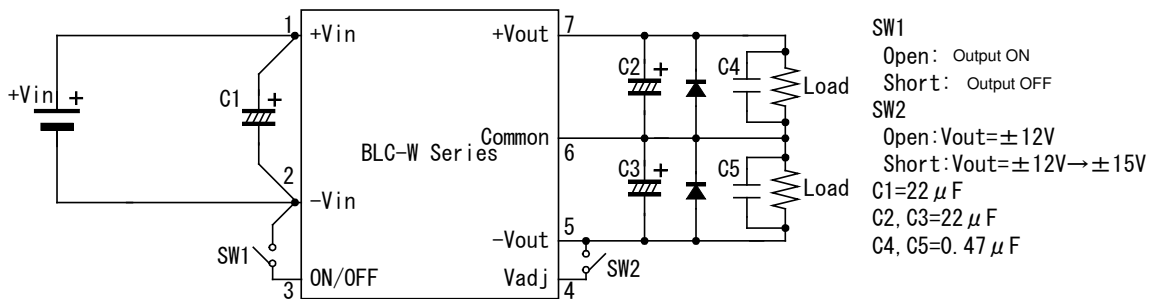 1
+Vin
+Vout
7
SW1
Open: Output ON
Short: Output OFF
SW2
Open:Vout=±12V
Short:Vout=±12V→±15V
C1=22μF
C2,C3=22μF
C4,C5=0.47μF
+Vin
+
C1
+
C2
+
C4
Load
Common
6
BLC-W Series
2
-Vin
C3
+
C5
Load
-Vout
5
SW1
3
ON/OFF
Vadj
4
SW2